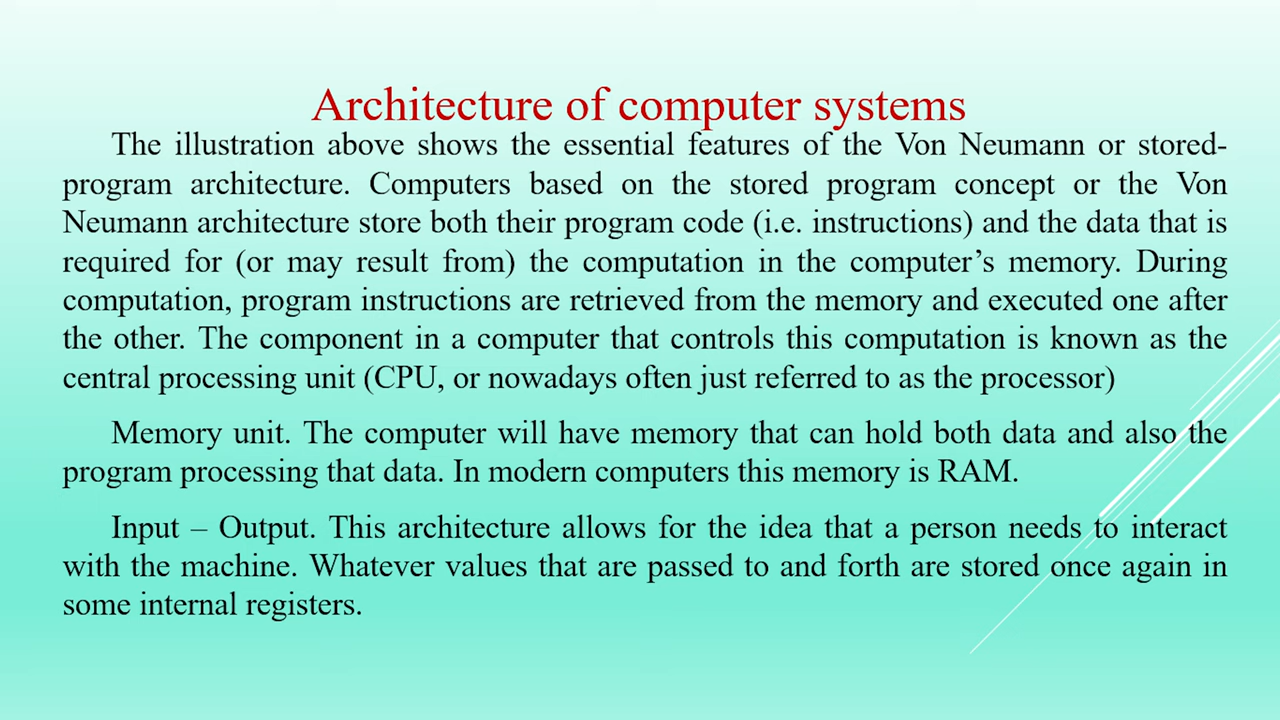 Architecture of computer systems
The illustration above shows the essential features of the Von Neumann or stored-
program architecture. Computers based on the stored program concept or the Von
Neumann architecture store both their program code (i.e. instructions) and the data that is
required for (or may result from) the computation in the computer’s memory. During
computation, program instructions are retrieved from the memory and executed one after
the other. The component in a computer that controls this computation is known as the
central processing unit (CPU, or nowadays often just referred to as the processor)
Memory unit. The computer will have memory that can hold both data and also the
program processing that data. In modern computers this memory is RAM.
Input – Output. This architecture allows for the idea that a person needs to interact
with the machine. Whatever values that are passed to and forth are stored once again in
some internal registers.